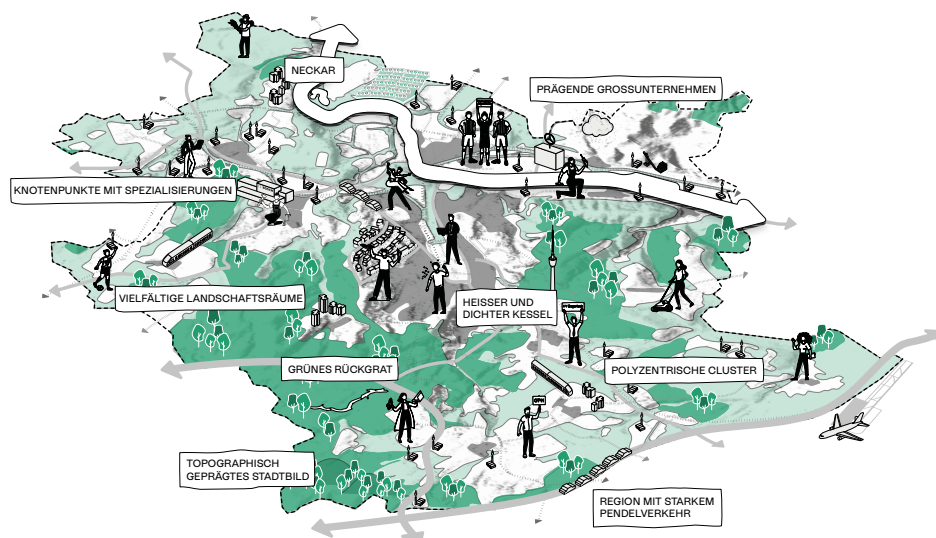 NECKAR
PRÄGENDE GROSSUNTERNEHMEN
KNOTENPUNKTE MIT SPEZIALISIERUNGEN
VIELFÄLTIGE LANDSCHAFTSRÄUME
HEISSER UND
DICHTER KESSEL
GRÜNES RÜCKGRAT
POLYZENTRISCHE CLUSTER
OPN
TOPOGRAPHISCH
GEPRÄGTES STADTBILD
REGION MIT STARKEM
PENDELVERKEHR